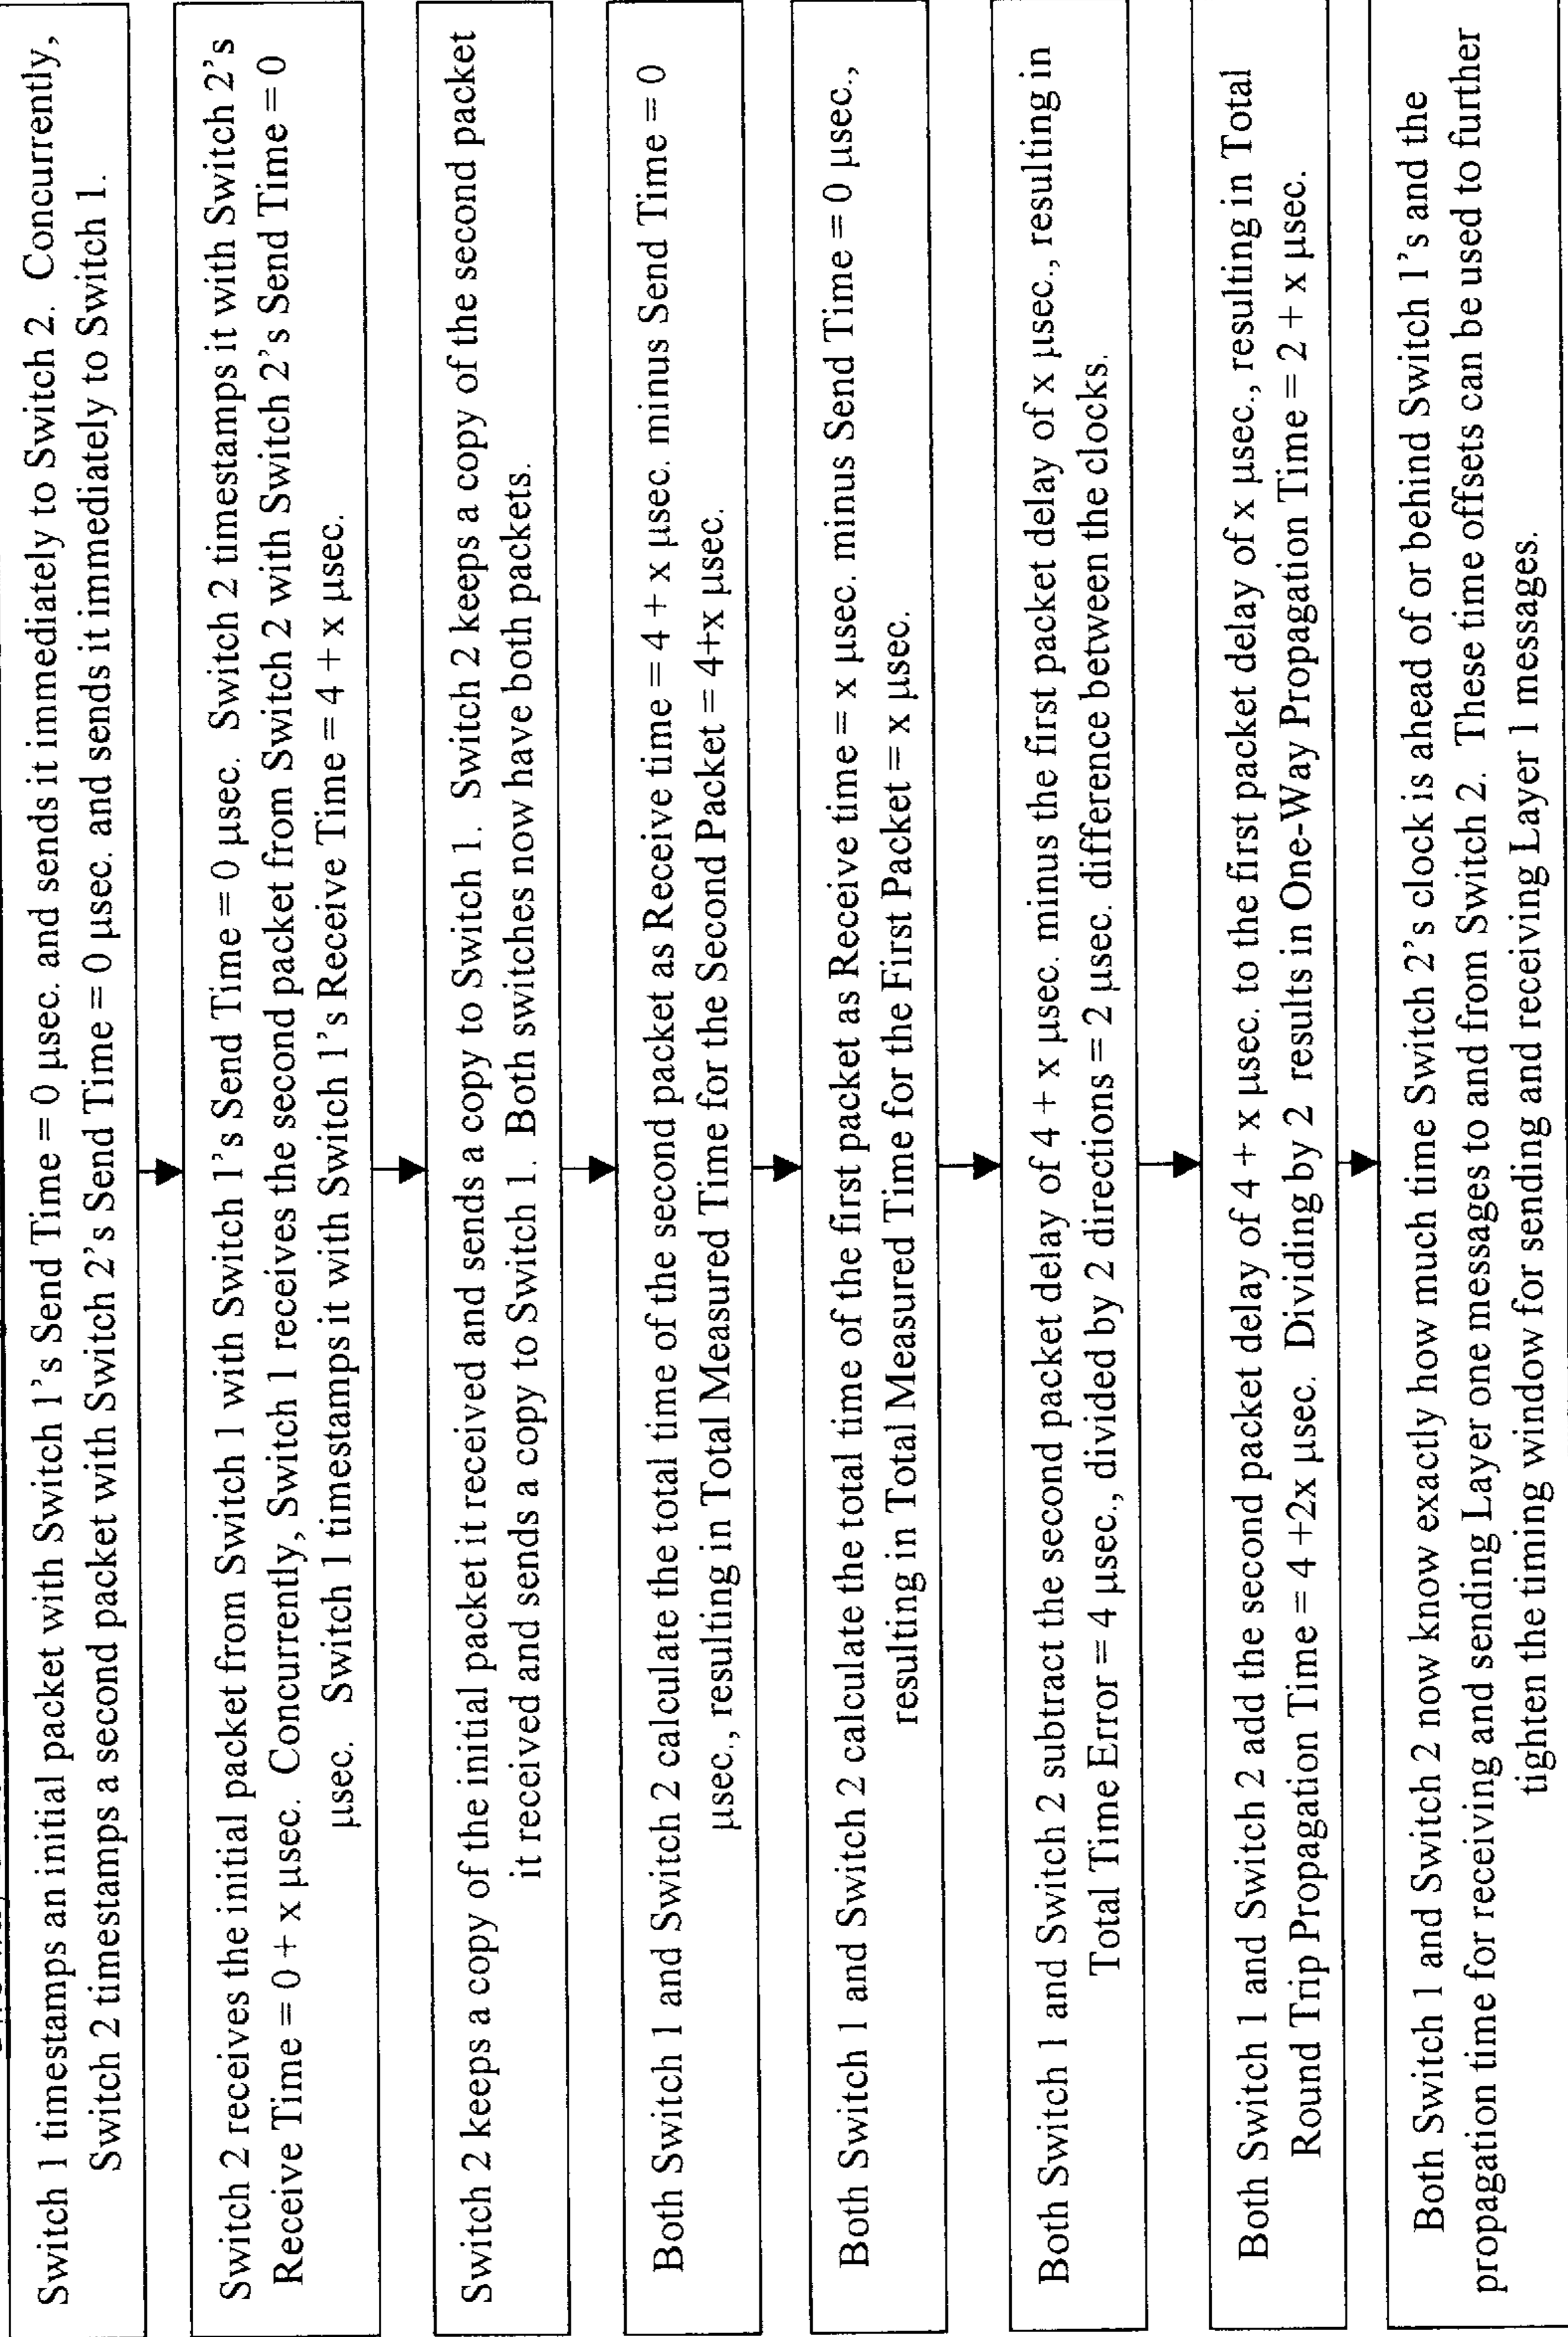 Switch 1 timestamps an initial packet with Switch 1's Send Time = 0 µsec. and sends it immediately to Switch 2. Concurrently,
Switch 2 timestamps a second packet with Switch 2's Send Time = 0 µsec. and sends it immediately to Switch 1.
Switch 2 receives the initial packet from Switch 1 with Switch 1's Send Time = 0 µsec. Switch 2 timestamps it with Switch 2's
Receive Time = 0 + x µsec. Concurrently, Switch 1 receives the second packet from Switch 2 with Switch 2's Send Time = 0
µsec. Switch 1 timestamps it with Switch 1's Receive Time = 4 + x µsec.
Switch 2 keeps a copy of the initial packet it received and sends a copy to Switch 1. Switch 2 keeps a copy of the second packet
it received and sends a copy to Switch 1. Both switches now have both packets.
Both Switch 1 and Switch 2 calculate the total time of the second packet as Receive time = 4 + x µsec. minus Send Time = 0
µsec., resulting in Total Measured Time for the Second Packet = 4+x µsec.
Both Switch 1 and Switch 2 calculate the total time of the first packet as Receive time = x µsec. minus Send Time = 0 µsec.,
resulting in Total Measured Time for the First Packet = x µsec.
Both Switch 1 and Switch 2 subtract the second packet delay of 4 + x µsec. minus the first packet delay of x µsec., resulting in
Total Time Error = 4 µsec., divided by 2 directions = 2 µsec. difference between the clocks.
Both Switch 1 and Switch 2 add the second packet delay of 4 + x µsec. to the first packet delay of x µsec., resulting in Total
Round Trip Propagation Time = 4 +2x µsec. Dividing by 2 results in One-Way Propagation Time = 2 + x µsec.
Both Switch 1 and Switch 2 now know exactly how much time Switch 2's clock is ahead of or behind Switch 1's and the
propagation time for receiving and sending Layer one messages to and from Switch 2. These time offsets can be used to further
tighten the timing window for sending and receiving Layer 1 messages.